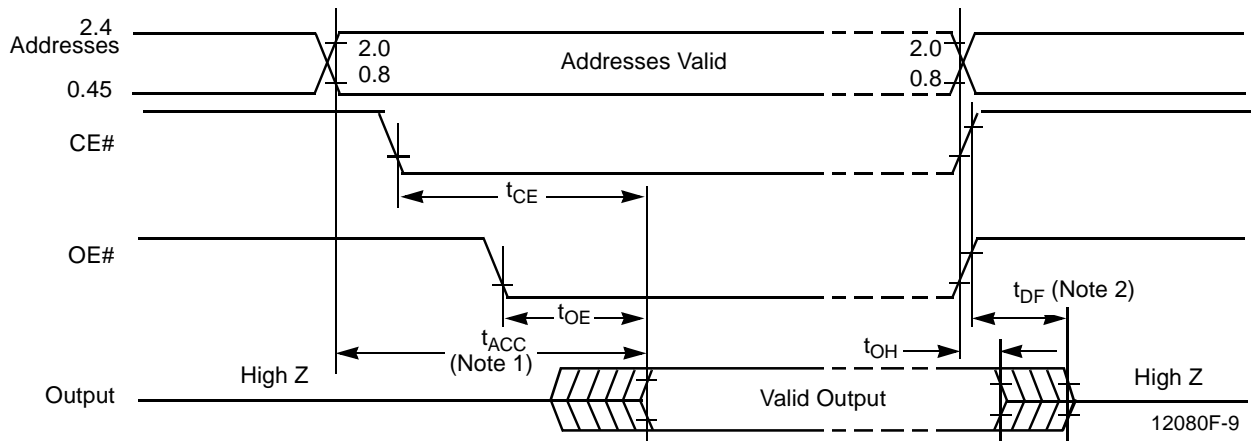 2.4
Addresses
0.45
2.0
0.8
Addresses Valid
2.0
0.8
CE#
tCE
OE#
tOE
tDF (Note 2)
tACC
(Note 1)
tOH
High Z
Output
Valid Output
High Z
12080F-9